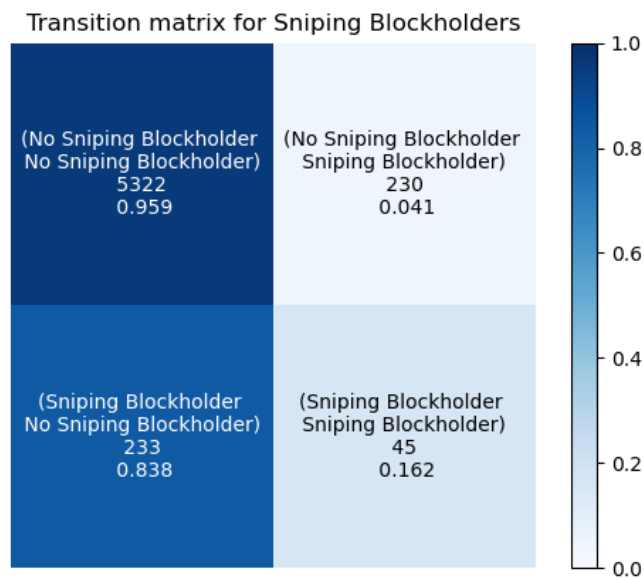 Transition matrix for Sniping Blockholders
(No Sniping Blockholder
No Sniping Blockholder)
5322
0.959
(No Sniping Blockholder
Sniping Blockholder)
230
0.041
(Sniping Blockholder
No Sniping Blockholder)
233
0.838
(Sniping Blockholder
Sniping Blockholder)
45
0.162
1.0
0.8
0.6
0.4
0.2
0.0